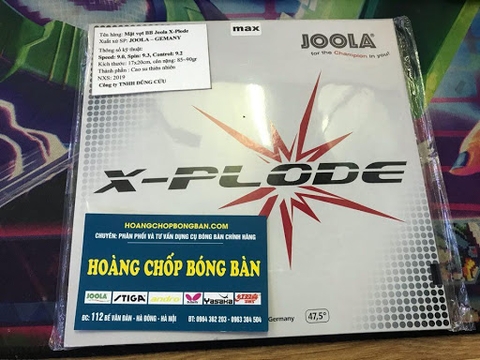 max
Tên hàng: Mặt vợt BB Joola X-Plode
Xuất xứ SP: JOOLA – GEMANY
Thông số kỹ thuật:
Speed: 9.0, Spin: 9.3, Control: 9.2
Kích thước: 17x20cm, cân nặng: 85-90gr
Thành phần: Cao su thiên nhiên
NXS: 2019
Công ty TNHH DŨNG CỬU
JOOLA
for the Champion in you!
X-PLODE
HOANGCHOPBONGBAN.COM
CHUYÊN: PHÂN PHỐI VÀ TƯ VẤN DỤNG CỤ BÓNG BÀN CHÍNH HÃNG
HOÀNG CHỐP BÓNG BÀN
JOOLA STIGA Yasaka
ĐC: 112 BẾ VĂN ĐÀN - HÀ ĐÔNG - HÀ NỘI ĐT: 0984 362 203 - 0963 384 504
Germany 47,5°